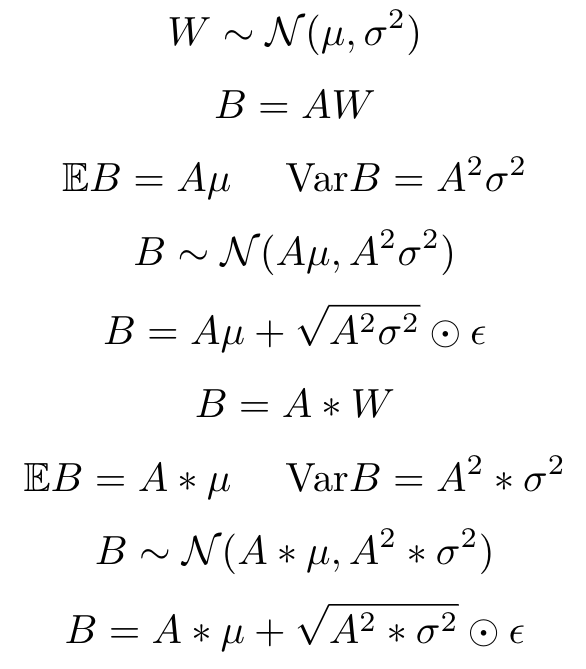 W ∼ 𝒩(μ, σ²)
B = AW
𝔼B = Aμ  VarB = A²σ²
B ∼ 𝒩(Aμ, A²σ²)
B = Aμ + √(A²σ²) ⊙ ϵ
B = A ∗ W
𝔼B = A ∗ μ  VarB = A² ∗ σ²
B ∼ 𝒩(A ∗ μ, A² ∗ σ²)
B = A ∗ μ + √(A² ∗ σ²) ⊙ ϵ